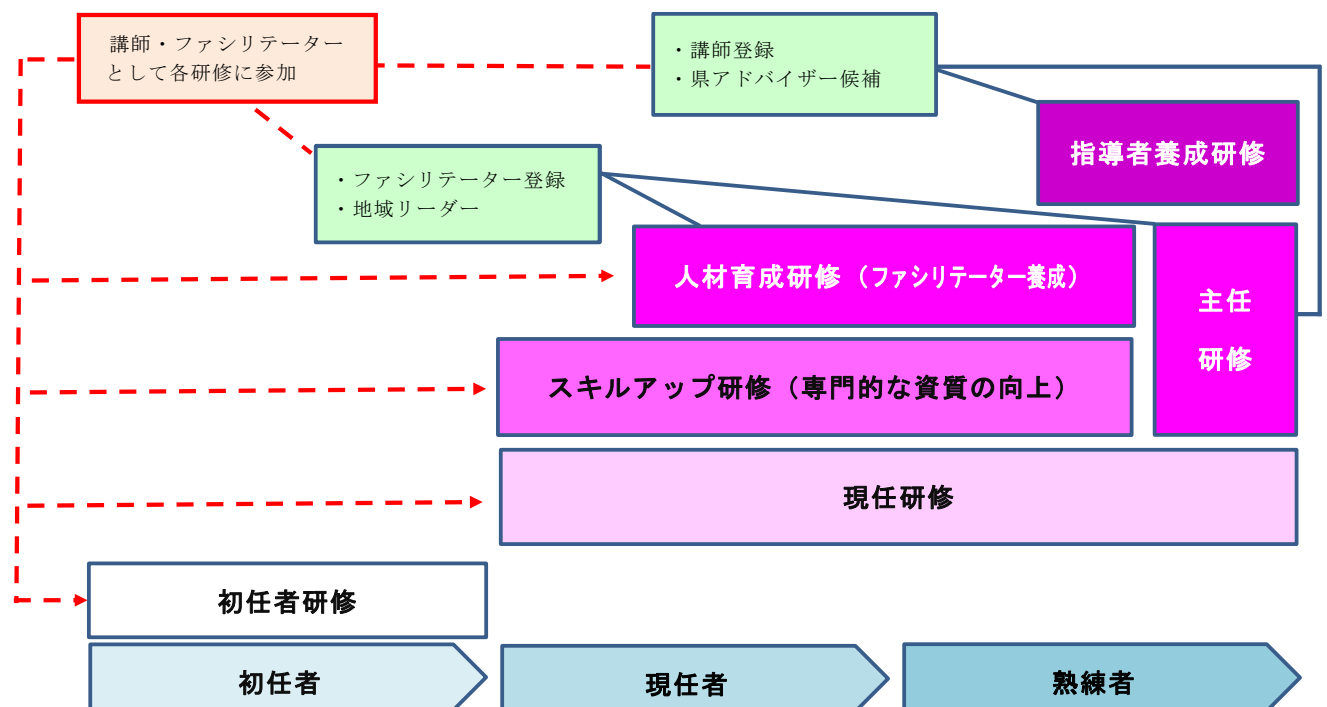 講師・ファシリテーター
として各研修に参加
・講師登録
・県アドバイザー候補
指導者養成研修
・ファシリテーター登録
・地域リーダー
人材育成研修（ファシリテーター養成）
主任
研修
スキルアップ研修（専門的な資質の向上）
現任研修
初任者研修
初任者
現任者
熟練者